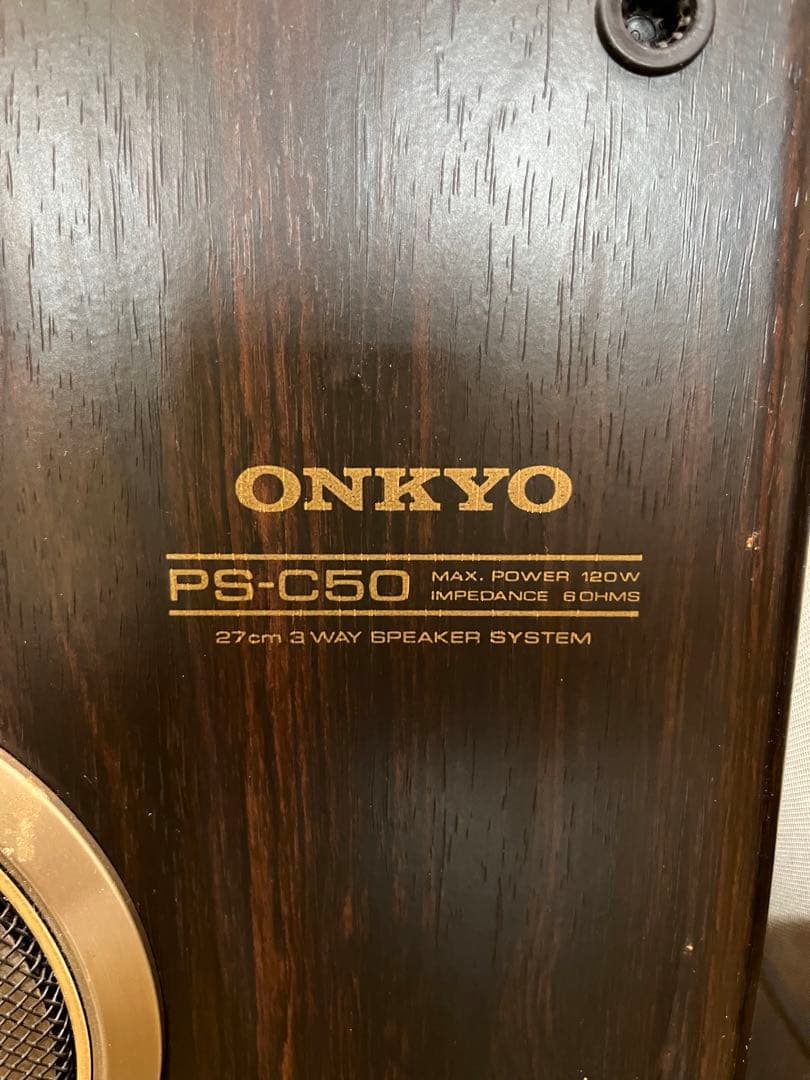 ONKYO
PS-C50
MAX. POWER 120W
IMPEDANCE 6 OHMS
27cm 3 WAY SPEAKER SYSTEM